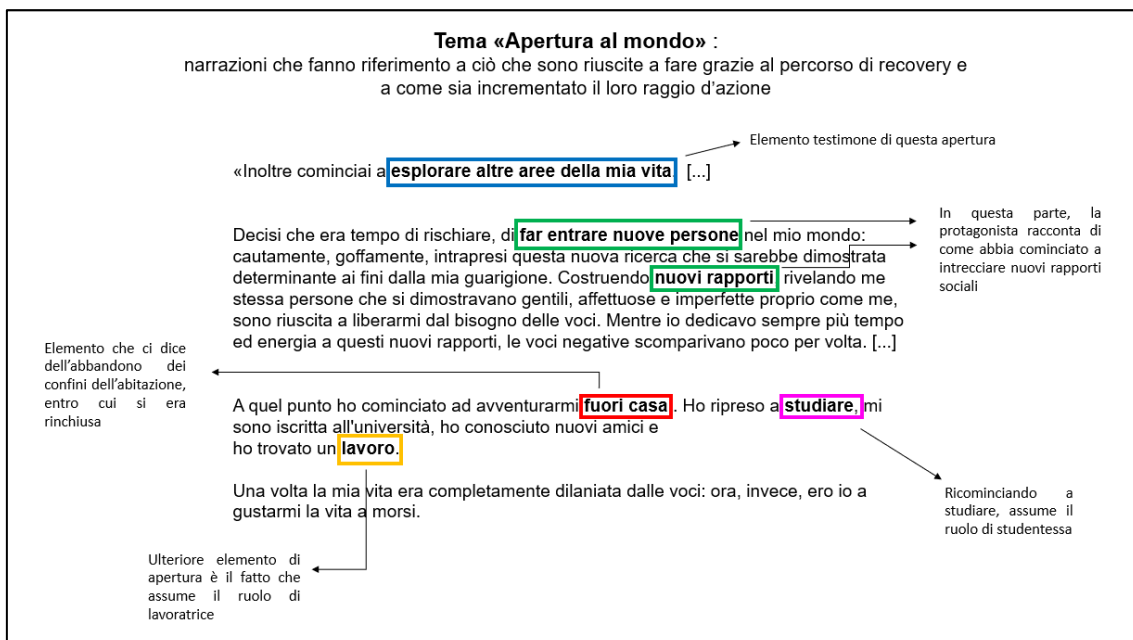 Tema «Apertura al mondo» :
narrazioni che fanno riferimento a ciò che sono riuscite a fare grazie al percorso di recovery e
a come sia incrementato il loro raggio d'azione
Elemento testimone di questa apertura
«Inoltre cominciai a esplorare altre aree della mia vita. [...]
In questa parte, la
protagonista racconta di
come abbia cominciato a
intrecciare nuovi rapporti
sociali
Decisi che era tempo di rischiare, di far entrare nuove persone nel mio mondo:
cautamente, goffamente, intrapresi questa nuova ricerca che si sarebbe dimostrata
determinante ai fini dalla mia guarigione. Costruendo nuovi rapporti, rivelando me
stessa persone che si dimostravano gentili, affettuose e imperfette proprio come me,
sono riuscita a liberarmi dal bisogno delle voci. Mentre io dedicavo sempre più tempo
ed energia a questi nuovi rapporti, le voci negative scomparivano poco per volta. [...]
Elemento che ci dice
dell'abbandono dei
confini dell'abitazione,
entro cui si era
rinchiusa
A quel punto ho cominciato ad avventurarmi fuori casa . Ho ripreso a studiare, mi
sono iscritta all'università, ho conosciuto nuovi amici e
ho trovato un lavoro.
Una volta la mia vita era completamente dilaniata dalle voci: ora, invece, ero io a
gustarmi la vita a morsi.
Ricominciando a
studiare, assume il
ruolo di studentessa
Ulteriore elemento di
apertura è il fatto che
assume il ruolo di
lavoratrice